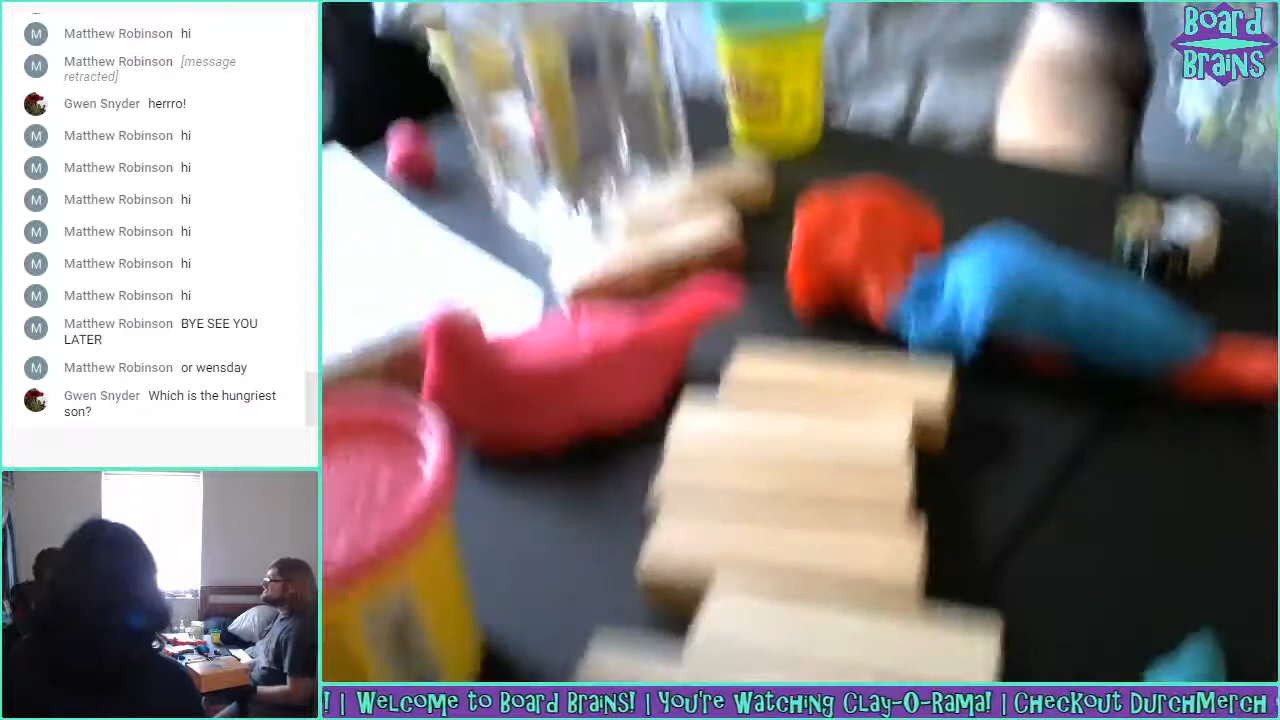 M Matthew Robinson hi
M Matthew Robinson [message
retracted]
Gwen Snyder herrro!
M Matthew Robinson hi
M Matthew Robinson hi
M Matthew Robinson hi
M Matthew Robinson hi
M Matthew Robinson hi
M Matthew Robinson hi
M Matthew Robinson BYE SEE YOU
LATER
M Matthew Robinson or wensday
Gwen Snyder Which is the hungriest
son?
Board
Brains
! | Welcome to Board Brains! | You're Watching Clay-O-Rama! | Checkout DurchMerch